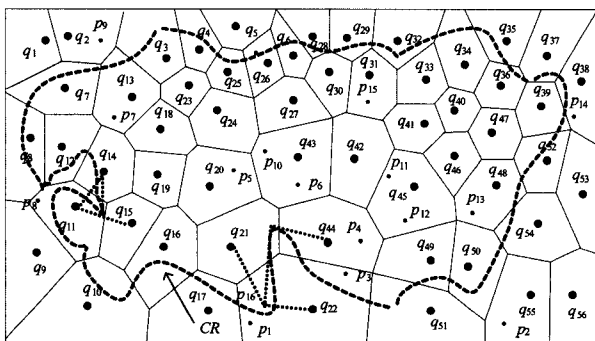 p9
q1 q2 q3 q4 q5 q6 q28 q29 q32 q35 q37
q7 q13 q23 q25 q26 q30 q31 q33 q34 q36 q38
p7 q18 q24 q27 p15 q41 q40 q47 q39 p14
q8 q12 q14 q19 q20 p5 p10 q43 p6 q42 p11 q45 q46 q48 q52 q53
p8 q11 q15 q16 q21 q44 p4 p12 p13 q49 q50 q54
q9 q10 q17 p16 p3 q22
CR p1 q51 p2 q55 q56